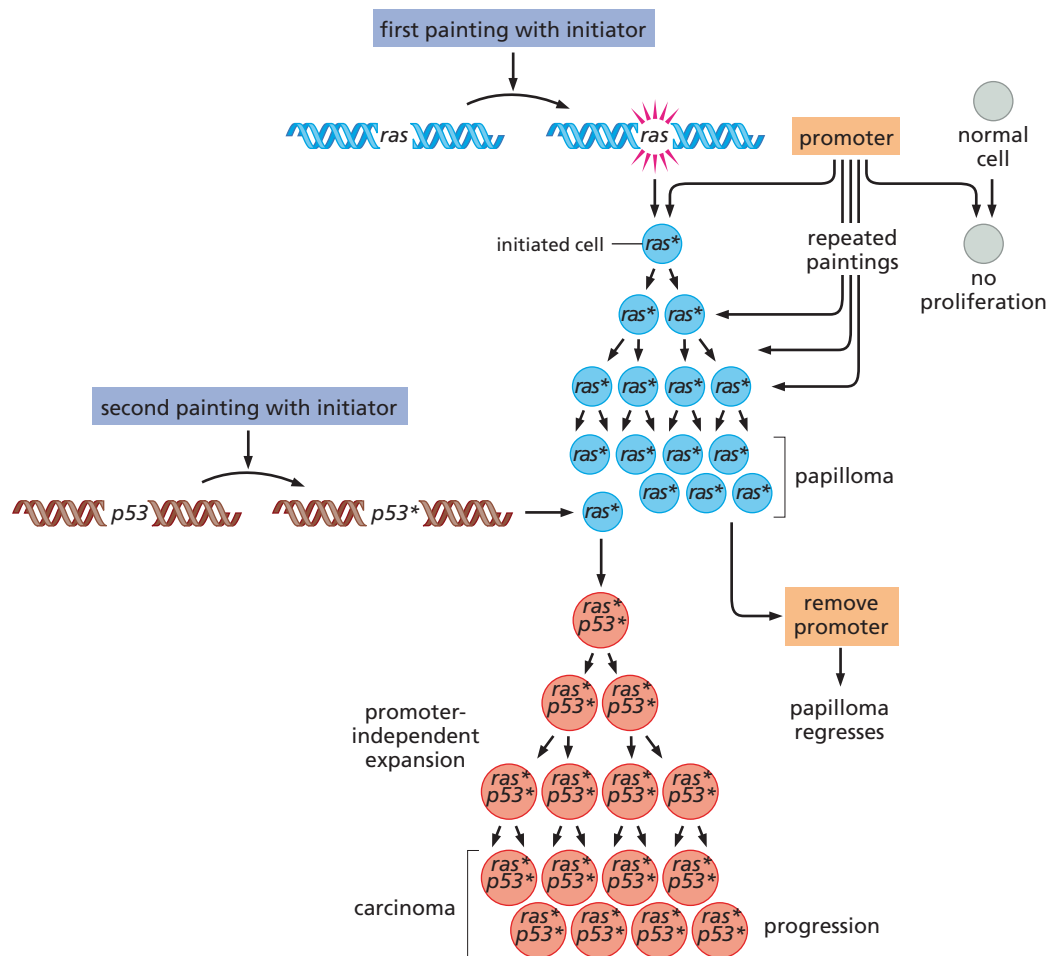 first painting with initiator
ras
ras
promoter
normal
cell
initiated cell
ras*
repeated
paintings
no
proliferation
ras* ras*
ras* ras* ras* ras*
second painting with initiator
ras* ras* ras* ras*
ras* ras* ras*
papilloma
p53
p53*
ras*
remove
promoter
ras*
p53*
papilloma
regresses
promoter-
independent
expansion
ras* ras*
p53* p53*
ras* ras* ras* ras*
p53* p53* p53* p53*
carcinoma
ras* ras* ras* ras*
p53* p53* p53* p53*
ras* ras* ras* ras*
p53* p53* p53* p53*
progression